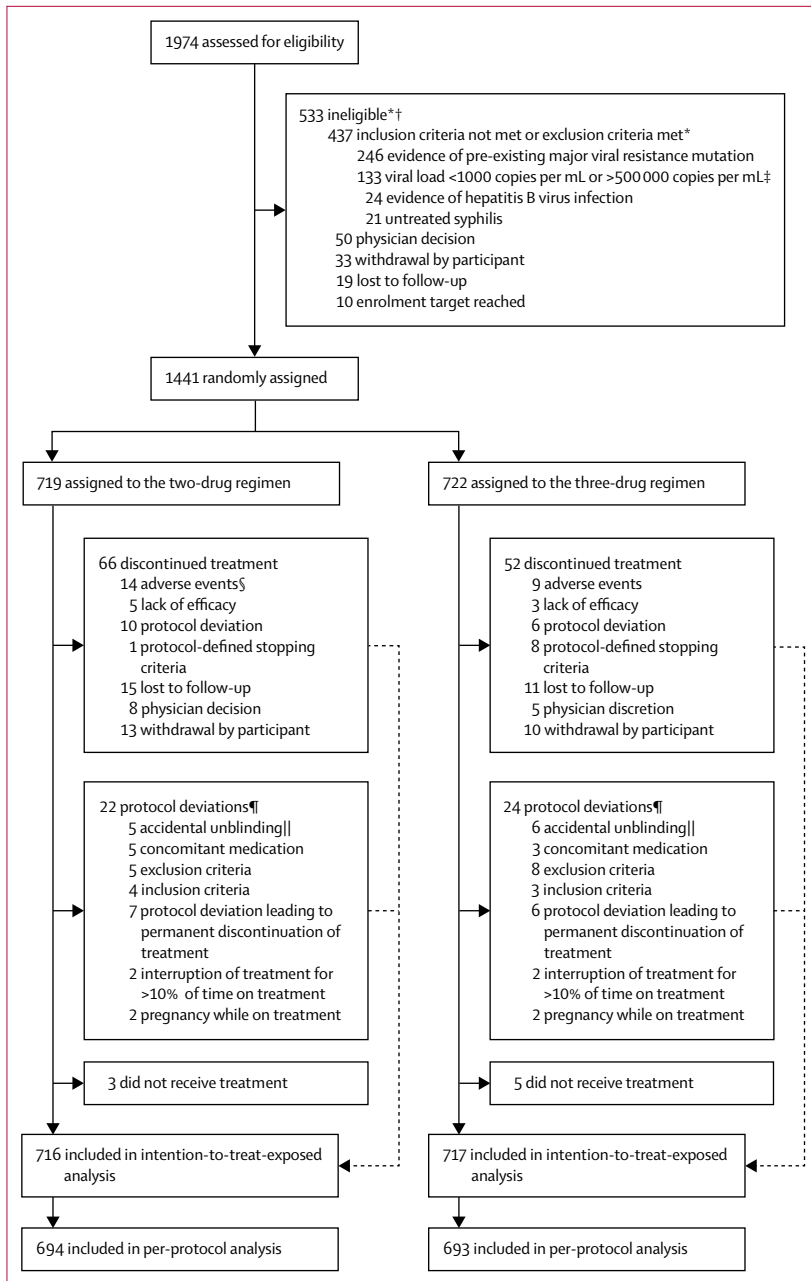 1974 assessed for eligibility
533 ineligible*†
437 inclusion criteria not met or exclusion criteria met*
246 evidence of pre-existing major viral resistance mutation
133 viral load <1000 copies per mL or >500 000 copies per mL‡
24 evidence of hepatitis B virus infection
21 untreated syphilis
50 physician decision
33 withdrawal by participant
19 lost to follow-up
10 enrolment target reached
1441 randomly assigned
719 assigned to the two-drug regimen
722 assigned to the three-drug regimen
66 discontinued treatment
14 adverse events§
5 lack of efficacy
10 protocol deviation
1 protocol-defined stopping
criteria
15 lost to follow-up
8 physician decision
13 withdrawal by participant
52 discontinued treatment
9 adverse events
3 lack of efficacy
6 protocol deviation
8 protocol-defined stopping
criteria
11 lost to follow-up
5 physician discretion
10 withdrawal by participant
22 protocol deviations¶
5 accidental unblinding||
5 concomitant medication
5 exclusion criteria
4 inclusion criteria
7 protocol deviation leading to
permanent discontinuation of
treatment
2 interruption of treatment for
>10% of time on treatment
2 pregnancy while on treatment
24 protocol deviations¶
6 accidental unblinding||
3 concomitant medication
8 exclusion criteria
3 inclusion criteria
6 protocol deviation leading to
permanent discontinuation of
treatment
2 interruption of treatment for
>10% of time on treatment
2 pregnancy while on treatment
3 did not receive treatment
5 did not receive treatment
716 included in intention-to-treat-exposed
analysis
717 included in intention-to-treat-exposed
analysis
694 included in per-protocol analysis
693 included in per-protocol analysis